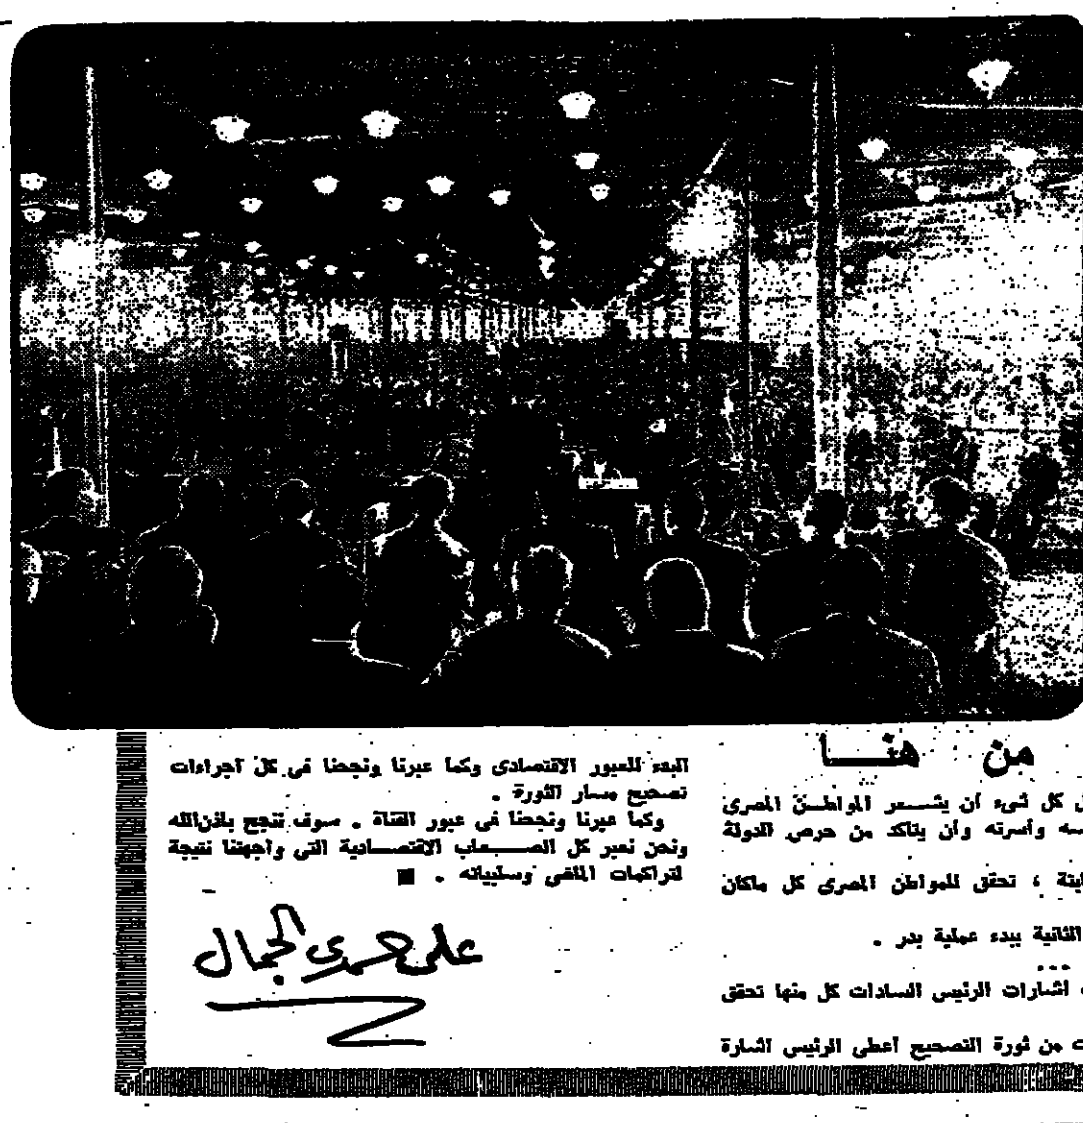 من هنا
كل شىء أن يشعر المواطن المصرى
وأسرته وأن يتأكد من حرص الدولة
، تحقق للمواطن المصرى كل ماكان
الثانية ببدء عملية بدر .
...
اشارات الرئيس السادات كل منها تحقق
من ثورة التصحيح أعطى الرئيس اشارة
البدء للعبور الاقتصادى وكما عبرنا ونجحنا فى كل اجراءات
تصحيح مسار الثورة .
وكما عبرنا ونجحنا فى عبور القناة . سوف ننجح باذن الله
ونحن نعبر كل الصعاب الاقتصادية التى واجهتنا نتيجة
لتراكمات الماضى وسلبياته .
على حمدى الجمال